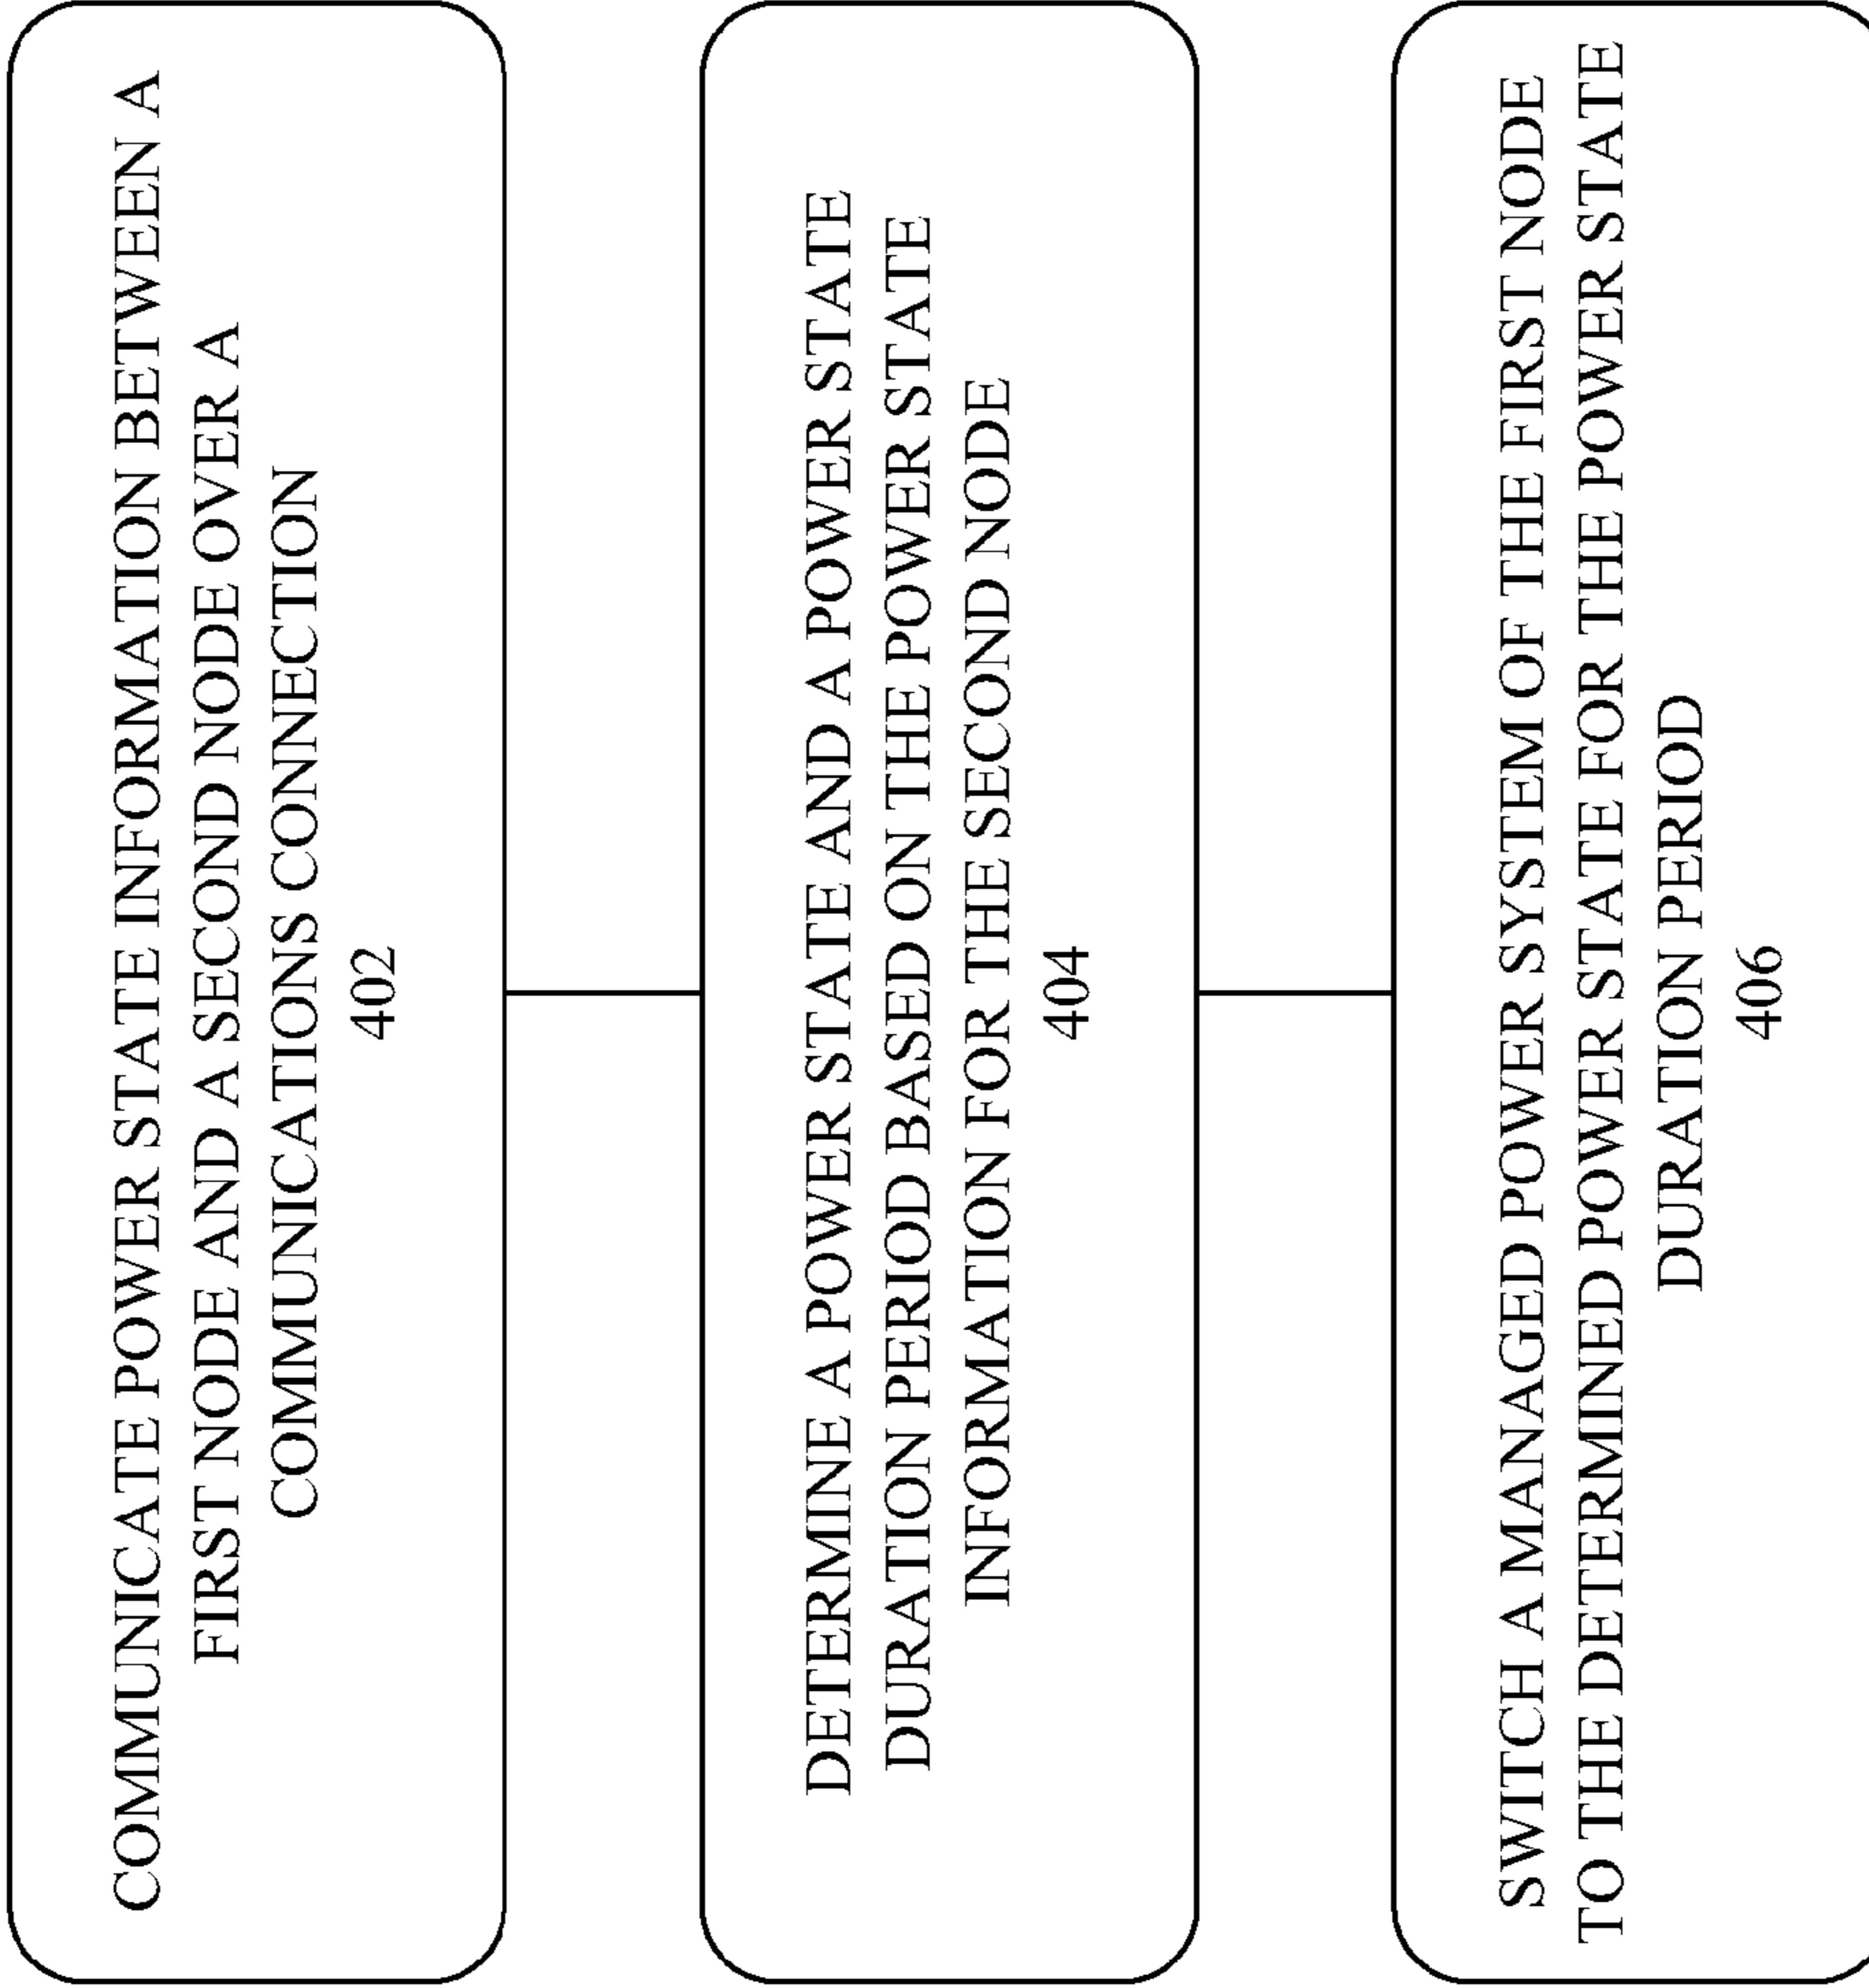 COMMUNICATE POWER STATE INFORMATION BETWEEN A
FIRST NODE AND A SECOND NODE OVER A
COMMUNICATIONS CONNECTION
402
DETERMINE A POWER STATE AND A POWER STATE
DURATION PERIOD BASED ON THE POWER STATE
INFORMATION FOR THE SECOND NODE
404
SWITCH A MANAGED POWER SYSTEM OF THE FIRST NODE
TO THE DETERMINED POWER STATE FOR THE POWER STATE
DURATION PERIOD
406